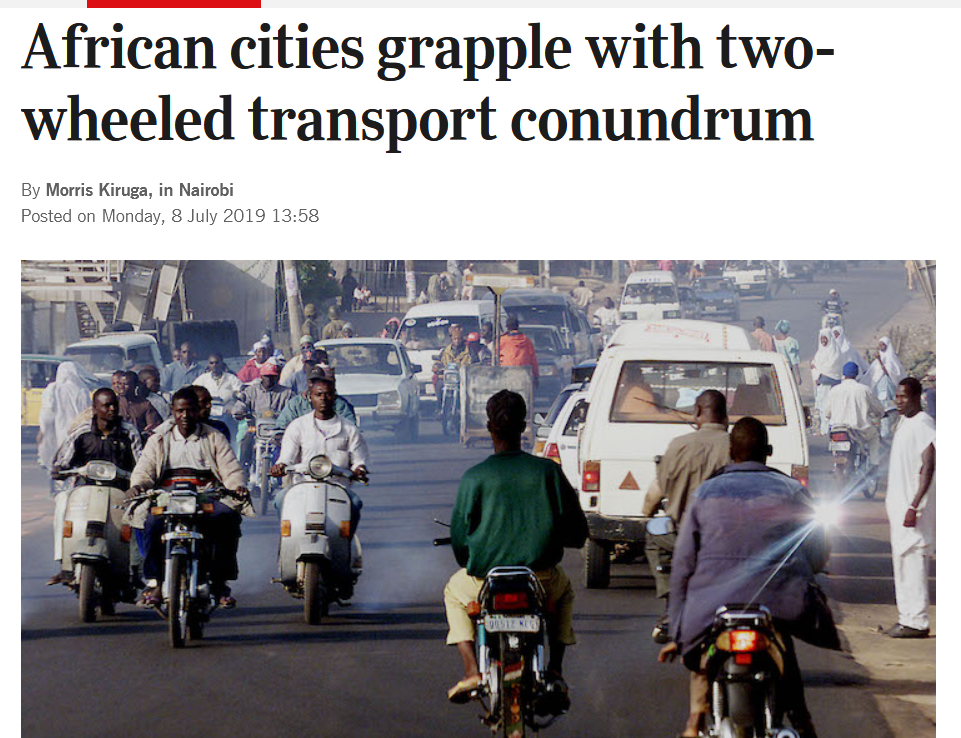 African cities grapple with two-
wheeled transport conundrum
By Morris Kiruga, in Nairobi
Posted on Monday, 8 July 2019 13:58